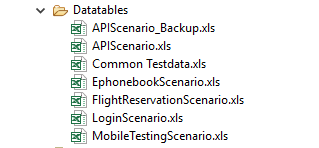 Datatables
APIScenario_Backup.xls
APIScenario.xls
Common Testdata.xls
EphonebookScenario.xls
FlightReservationScenario.xls
LoginScenario.xls
MobileTestingScenario.xls